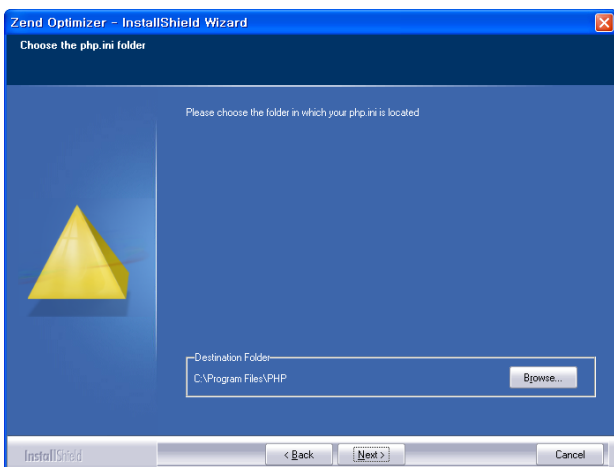 Zend Optimizer - InstallShield Wizard
Choose the php.ini folder
Please choose the folder in which your php.ini is located
Destination Folder
C:\Program Files\PHP
Browse...
InstallShield
< Back
Next >
Cancel